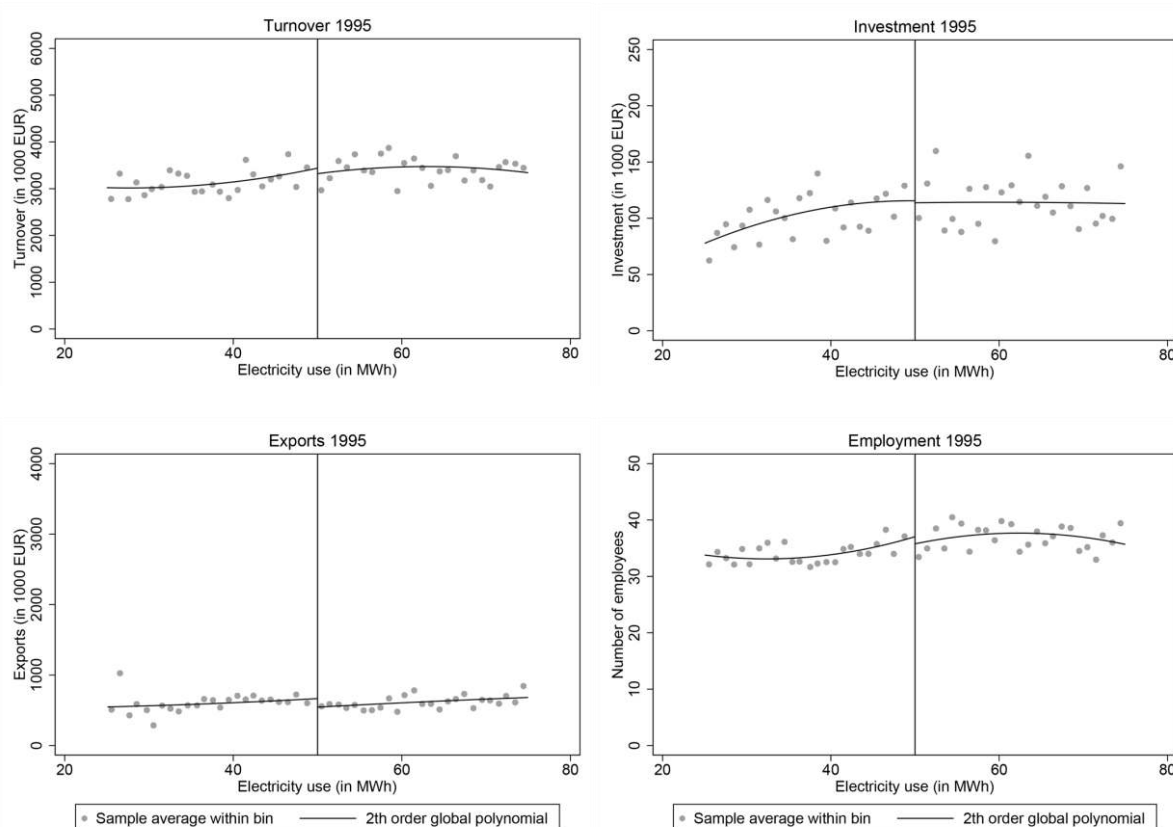 Turnover 1995
Turnover (in 1000 EUR)
6000
5000
4000
3000
2000
1000
0
20
40
60
80
Electricity use (in MWh)
Investment 1995
Investment (in 1000 EUR)
250
200
150
100
50
0
20
40
60
80
Electricity use (in MWh)
Exports 1995
Exports (in 1000 EUR)
4000
3000
2000
1000
0
20
40
60
80
Electricity use (in MWh)
Sample average within bin
2th order global polynomial
Employment 1995
Number of employees
50
40
30
20
10
0
20
40
60
80
Electricity use (in MWh)
Sample average within bin
2th order global polynomial